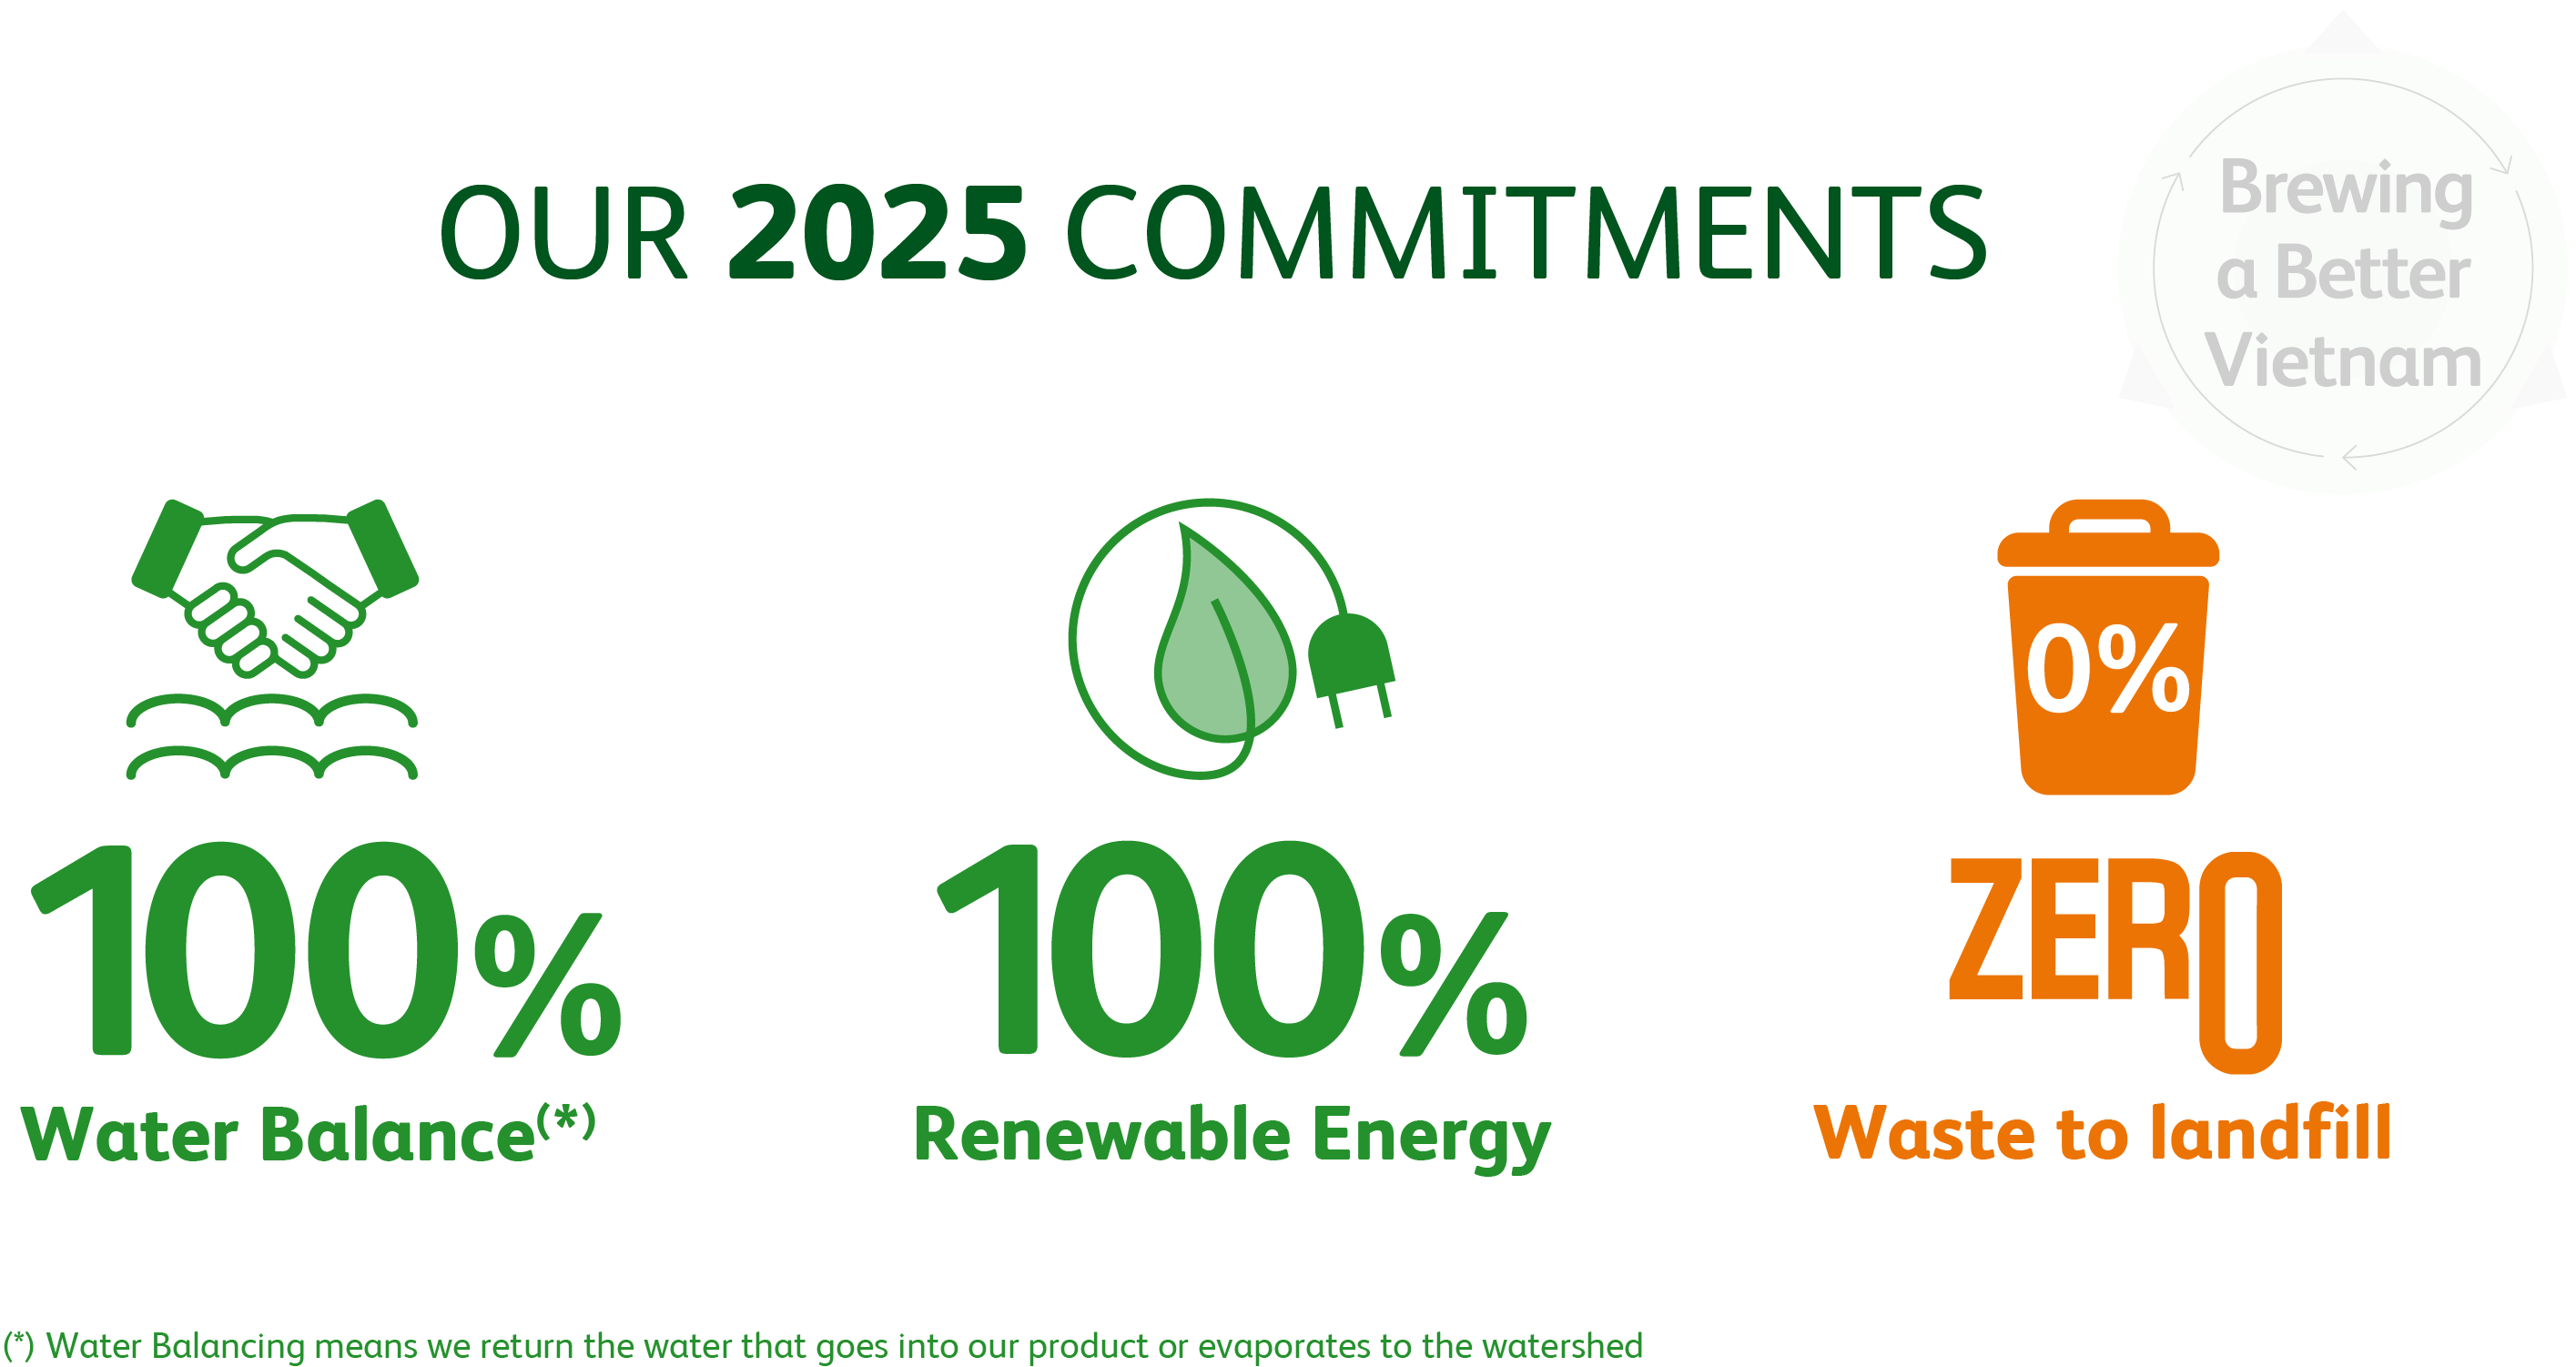 OUR 2025 COMMITMENTS
Brewing
a Better
Vietnam
0%
100%
Water Balance(*)
100%
Renewable Energy
ZERO
Waste to landfill
(*) Water Balancing means we return the water that goes into our product or evaporates to the watershed